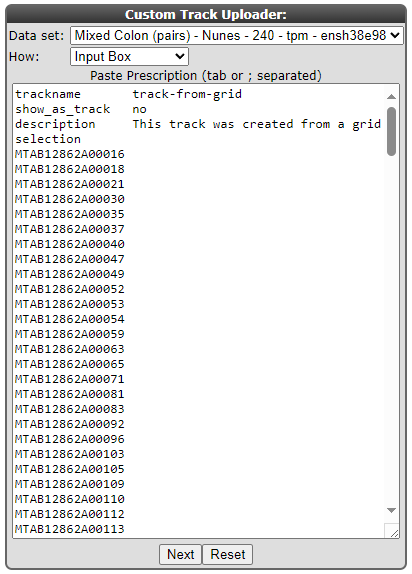 Custom Track Uploader:
Data set: Mixed Colon (pairs) - Nunes - 240 - tpm - ensh38e98
How: Input Box
Paste Prescription (tab or ; separated)
trackname track-from-grid
show_as_track no
description This track was created from a grid
selection
MTAB12862A00016
MTAB12862A00018
MTAB12862A00021
MTAB12862A00030
MTAB12862A00035
MTAB12862A00037
MTAB12862A00040
MTAB12862A00047
MTAB12862A00049
MTAB12862A00052
MTAB12862A00053
MTAB12862A00054
MTAB12862A00059
MTAB12862A00063
MTAB12862A00065
MTAB12862A00071
MTAB12862A00081
MTAB12862A00083
MTAB12862A00092
MTAB12862A00096
MTAB12862A00103
MTAB12862A00105
MTAB12862A00109
MTAB12862A00110
MTAB12862A00112
MTAB12862A00113
Next Reset